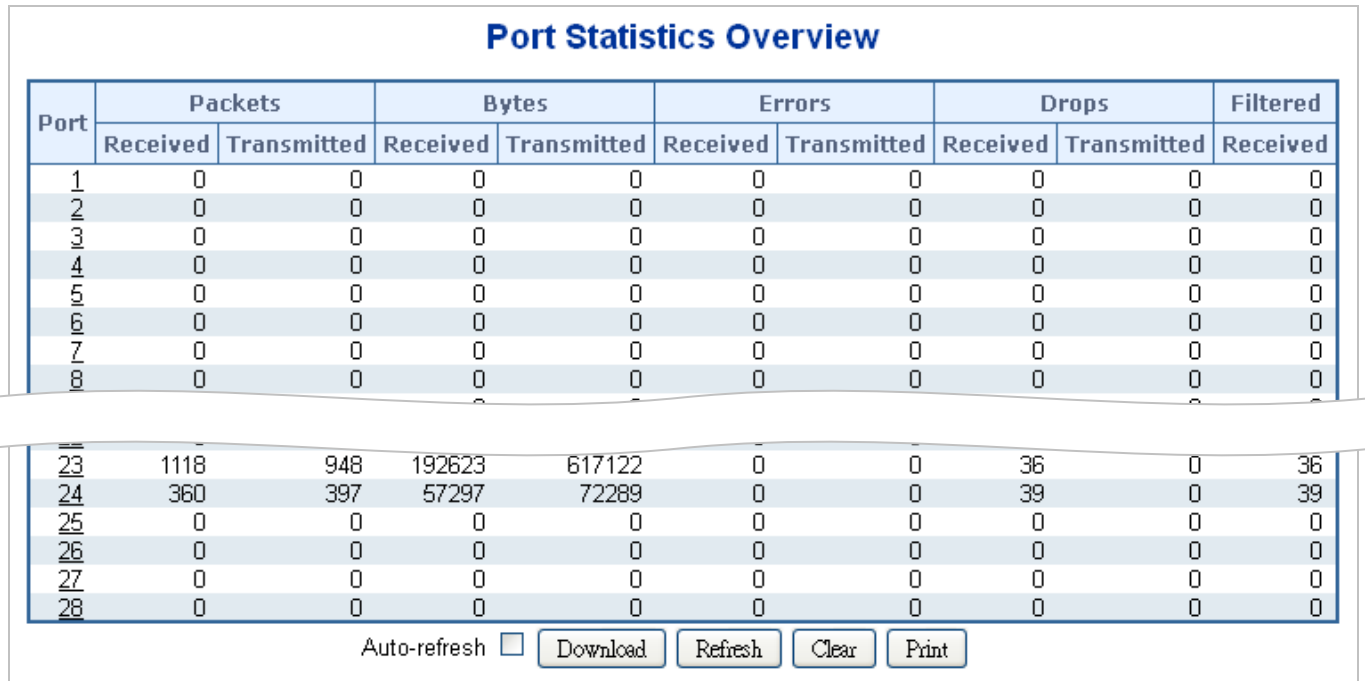 Port Statistics Overview
Port Packets Bytes Errors Drops Filtered
Received Transmitted Received Transmitted Received Transmitted Received Transmitted Received
1 0 0 0 0 0 0 0 0 0
2 0 0 0 0 0 0 0 0 0
3 0 0 0 0 0 0 0 0 0
4 0 0 0 0 0 0 0 0 0
5 0 0 0 0 0 0 0 0 0
6 0 0 0 0 0 0 0 0 0
7 0 0 0 0 0 0 0 0 0
8 0 0 0 0 0 0 0 0 0
23 1118 948 192623 617122 0 0 36 0 36
24 360 397 57297 72289 0 0 39 0 39
25 0 0 0 0 0 0 0 0 0
26 0 0 0 0 0 0 0 0 0
27 0 0 0 0 0 0 0 0 0
28 0 0 0 0 0 0 0 0 0
Auto-refresh Download Refresh Clear Print